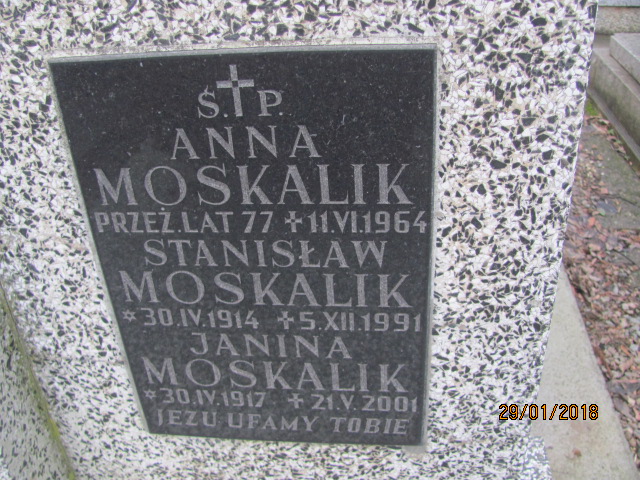 Ś. P.
ANNA
MOSKALIK
PRZEŻ. LAT 77 +11.VI.1964
STANISŁAW
MOSKALIK
*30.IV.1914 +5.XII.1991
JANINA
MOSKALIK
*30.IV.1917 +21.V.2001
JEZU UFAMY TOBIE
29/01/2018